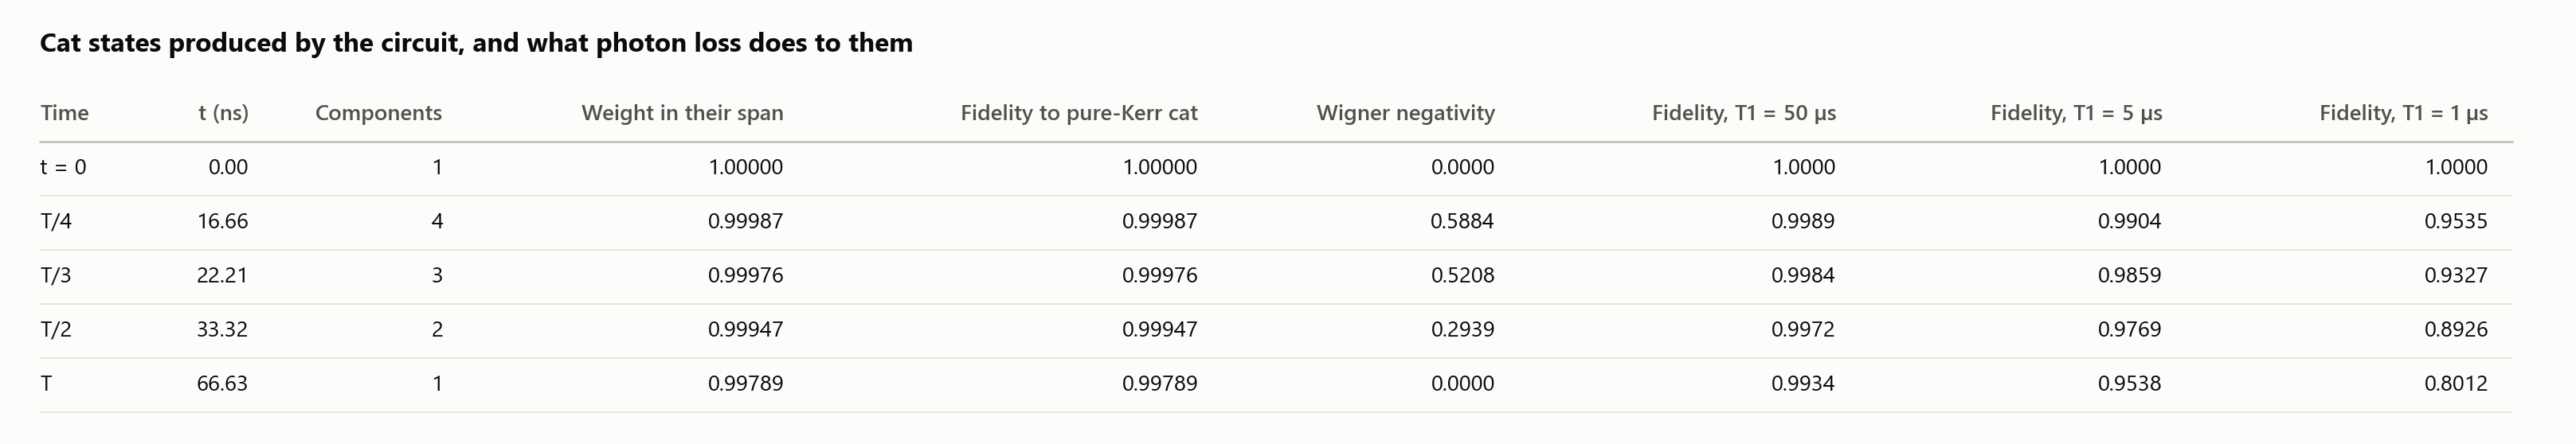 Cat states produced by the circuit, and what photon loss does to them
Time t (ns) Components Weight in their span Fidelity to pure-Kerr cat Wigner negativity Fidelity, T1 = 50 µs Fidelity, T1 = 5 µs Fidelity, T1 = 1 µs
t = 0 0.00 1 1.00000 1.00000 0.0000 1.0000 1.0000 1.0000
T/4 16.66 4 0.99987 0.99987 0.5884 0.9989 0.9904 0.9535
T/3 22.21 3 0.99976 0.99976 0.5208 0.9984 0.9859 0.9327
T/2 33.32 2 0.99947 0.99947 0.2939 0.9972 0.9769 0.8926
T 66.63 1 0.99789 0.99789 0.0000 0.9934 0.9538 0.8012